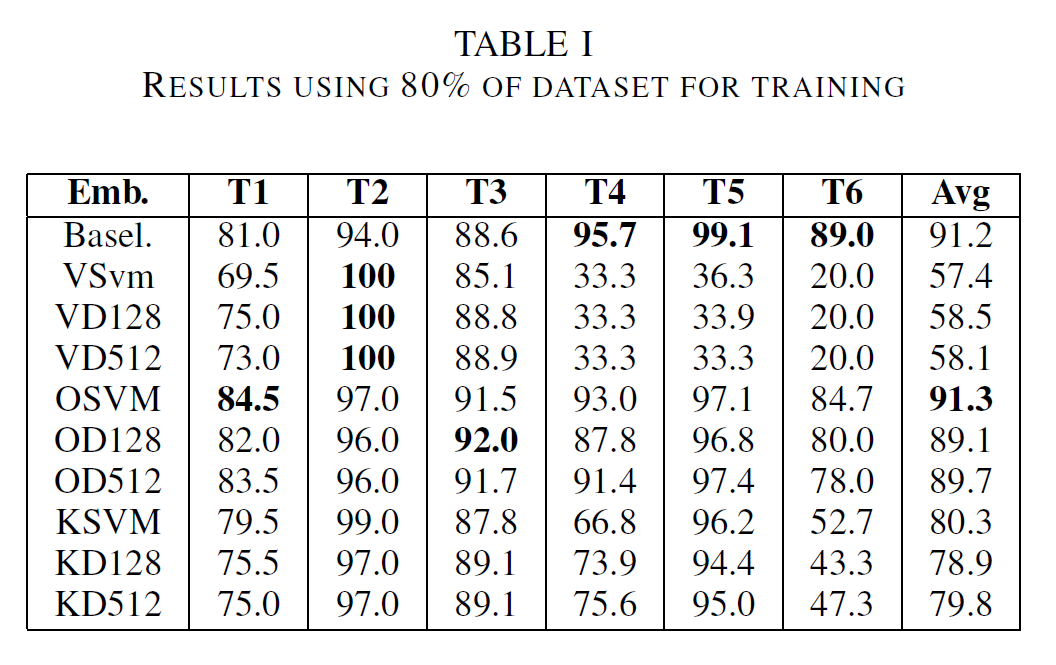 TABLE I
RESULTS USING 80% OF DATASET FOR TRAINING
Emb. T1 T2 T3 T4 T5 T6 Avg
Basel. 81.0 94.0 88.6 95.7 99.1 89.0 91.2
VSvm 69.5 100 85.1 33.3 36.3 20.0 57.4
VD128 75.0 100 88.8 33.3 33.9 20.0 58.5
VD512 73.0 100 88.9 33.3 33.3 20.0 58.1
OSVM 84.5 97.0 91.5 93.0 97.1 84.7 91.3
OD128 82.0 96.0 92.0 87.8 96.8 80.0 89.1
OD512 83.5 96.0 91.7 91.4 97.4 78.0 89.7
KSVM 79.5 99.0 87.8 66.8 96.2 52.7 80.3
KD128 75.5 97.0 89.1 73.9 94.4 43.3 78.9
KD512 75.0 97.0 89.1 75.6 95.0 47.3 79.8